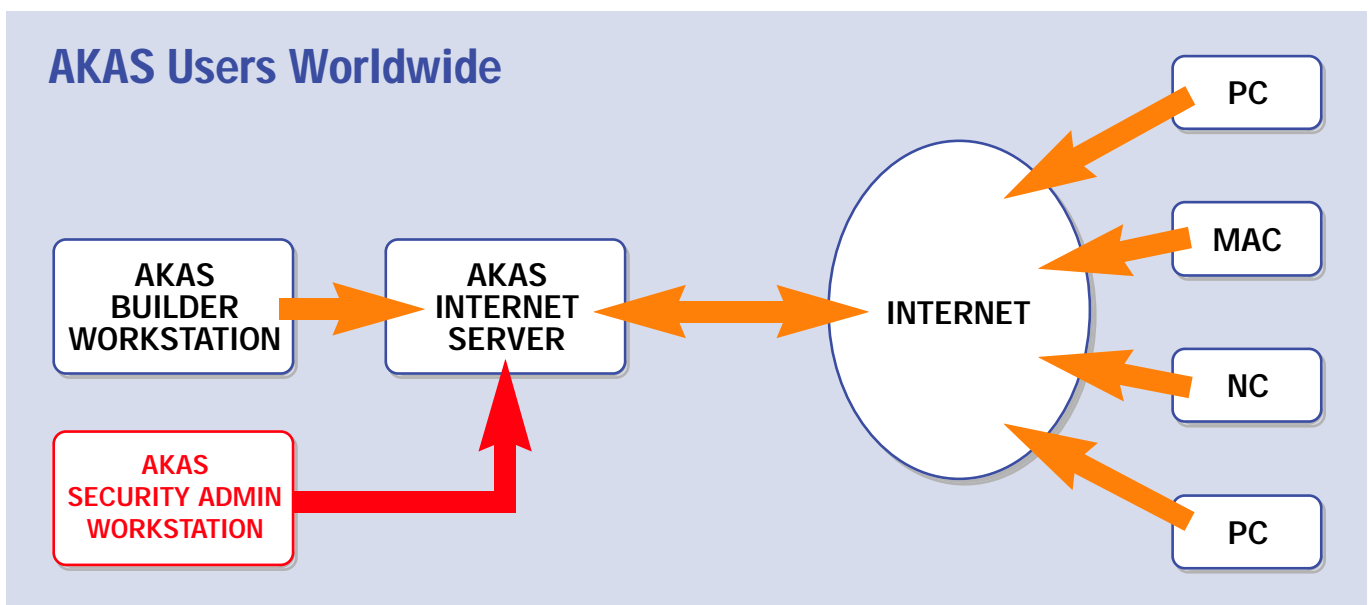 AKAS Users Worldwide
AKAS
BUILDER
WORKSTATION
AKAS
INTERNET
SERVER
INTERNET
PC
MAC
NC
PC
AKAS
SECURITY ADMIN
WORKSTATION